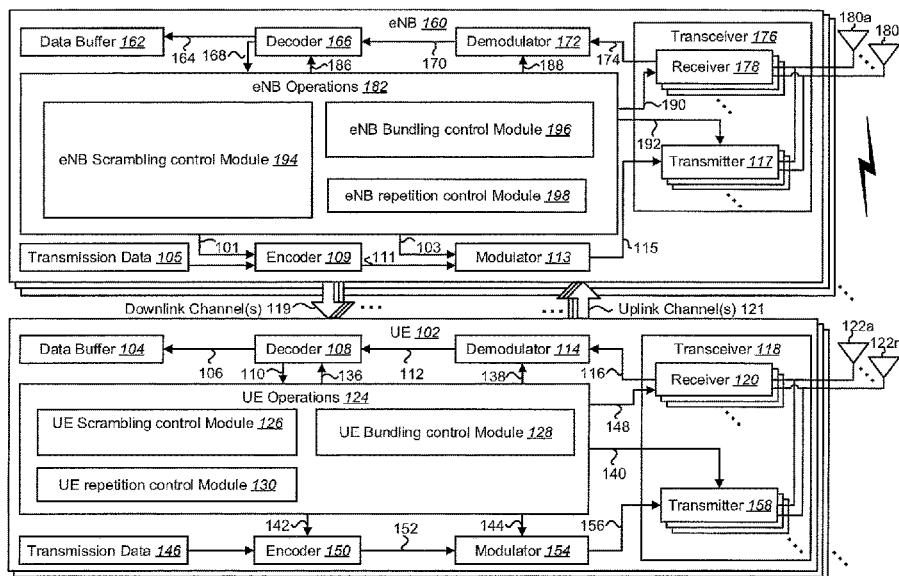 eNB 160
180a
180
Data Buffer 162
Decoder 166
Demodulator 172
Transceiver 176
164
168
186
170
188
174
Receiver 178
eNB Operations 182
190
eNB Scrambling control Module 194
eNB Bundling control Module 196
192
Transmitter 117
eNB repetition control Module 198
101
103
115
Transmission Data 105
Encoder 109
111
Modulator 113
Downlink Channel(s) 119
Uplink Channel(s) 121
UE 102
122a
122n
Data Buffer 104
Decoder 108
Demodulator 114
Transceiver 118
106
110
136
112
138
116
Receiver 120
UE Operations 124
148
UE Scrambling control Module 126
UE Bundling control Module 128
140
UE repetition control Module 130
Transmitter 158
142
152
144
156
Transmission Data 146
Encoder 150
Modulator 154